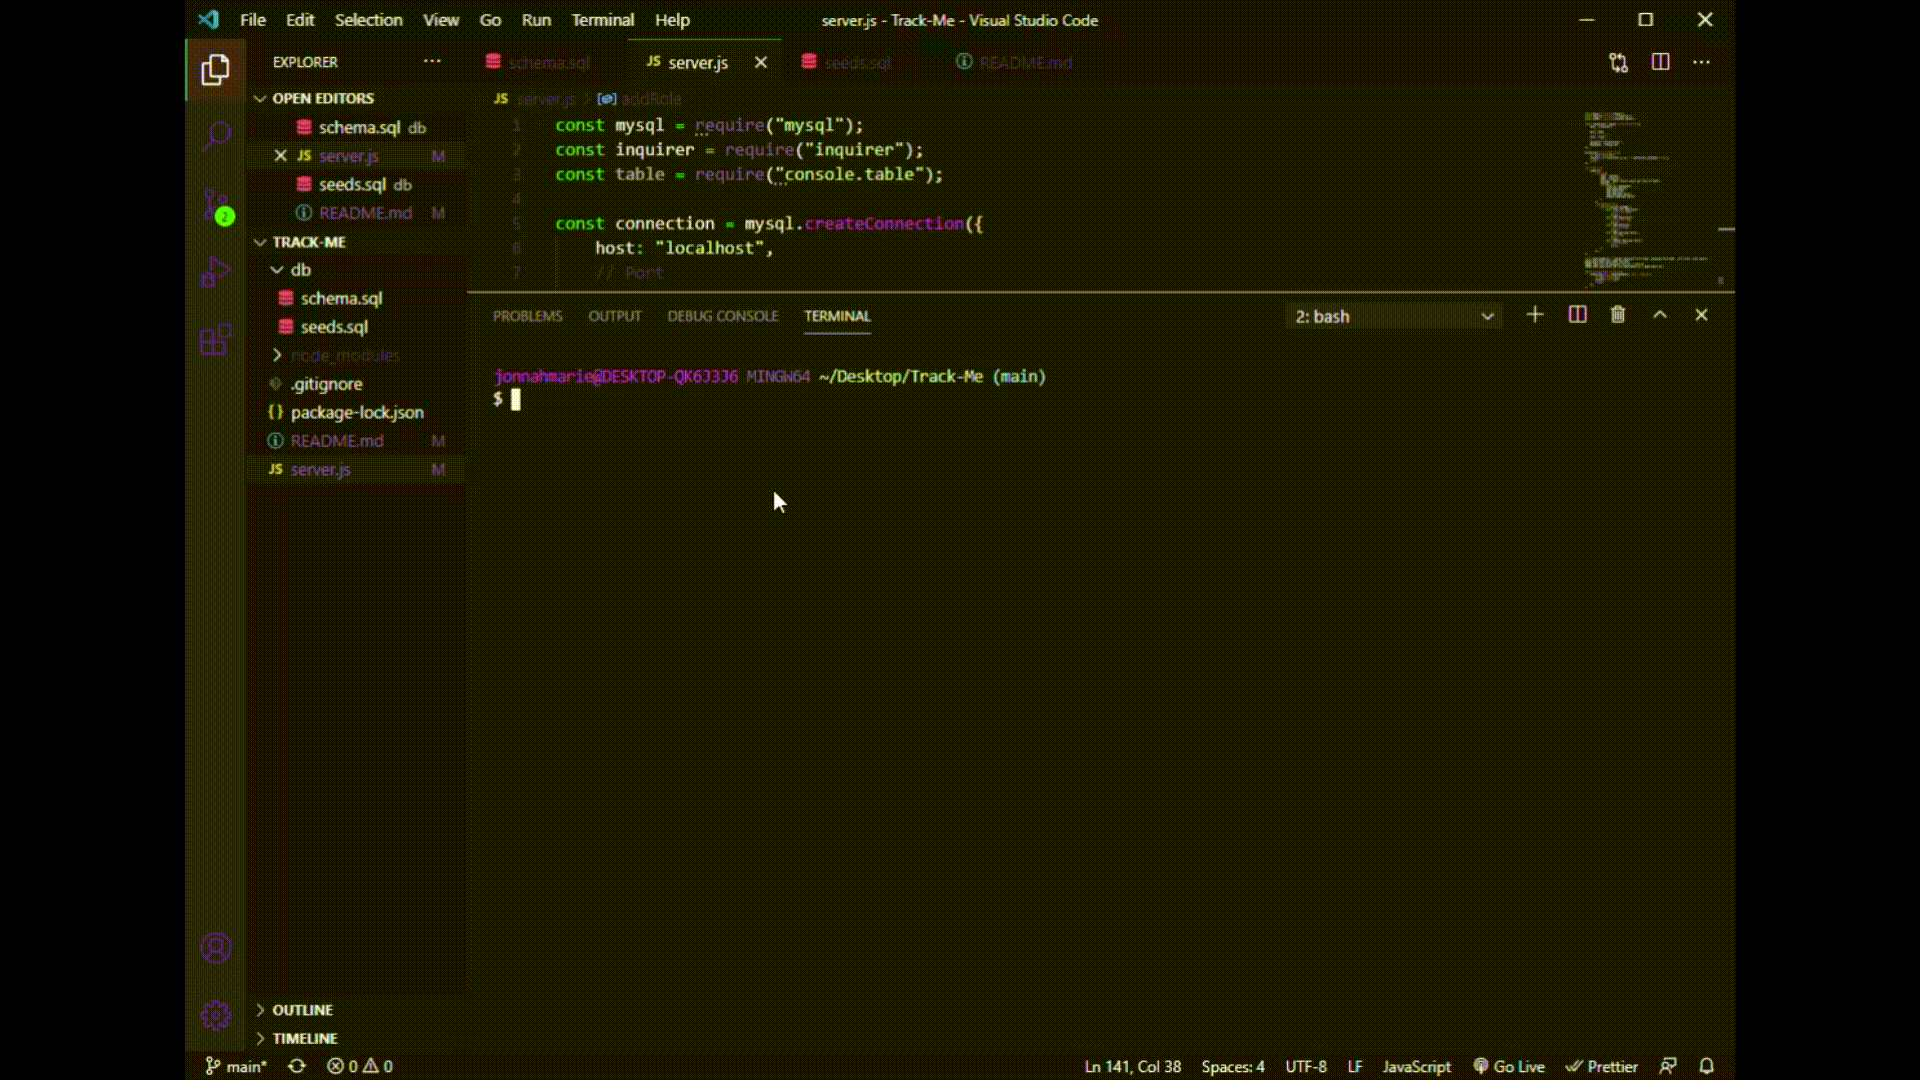 File Edit Selection View Go Run Terminal Help
server.js - Track-Me - Visual Studio Code
EXPLORER
OPEN EDITORS
schema.sql db
server.js M
seeds.sql db
README.md M
TRACK-ME
db
schema.sql
seeds.sql
node_modules
.gitignore
package-lock.json
README.md M
JS server.js M
OUTLINE
TIMELINE
schema.sql
JS server.js
seeds.sql
README.md
JS server.js > addRole
1 const mysql = require("mysql");
2 const inquirer = require("inquirer");
3 const table = require("console.table");
4
5 const connection = mysql.createConnection({
6 host: "localhost",
7 // Port
PROBLEMS OUTPUT DEBUG CONSOLE TERMINAL
2: bash
jonnahmarie@DESKTOP-QK6J3J6 MINGW64 ~/Desktop/Track-Me (main)
$
2
main* 0 0
Ln 141, Col 38 Spaces: 4 UTF-8 LF JavaScript Go Live Prettier